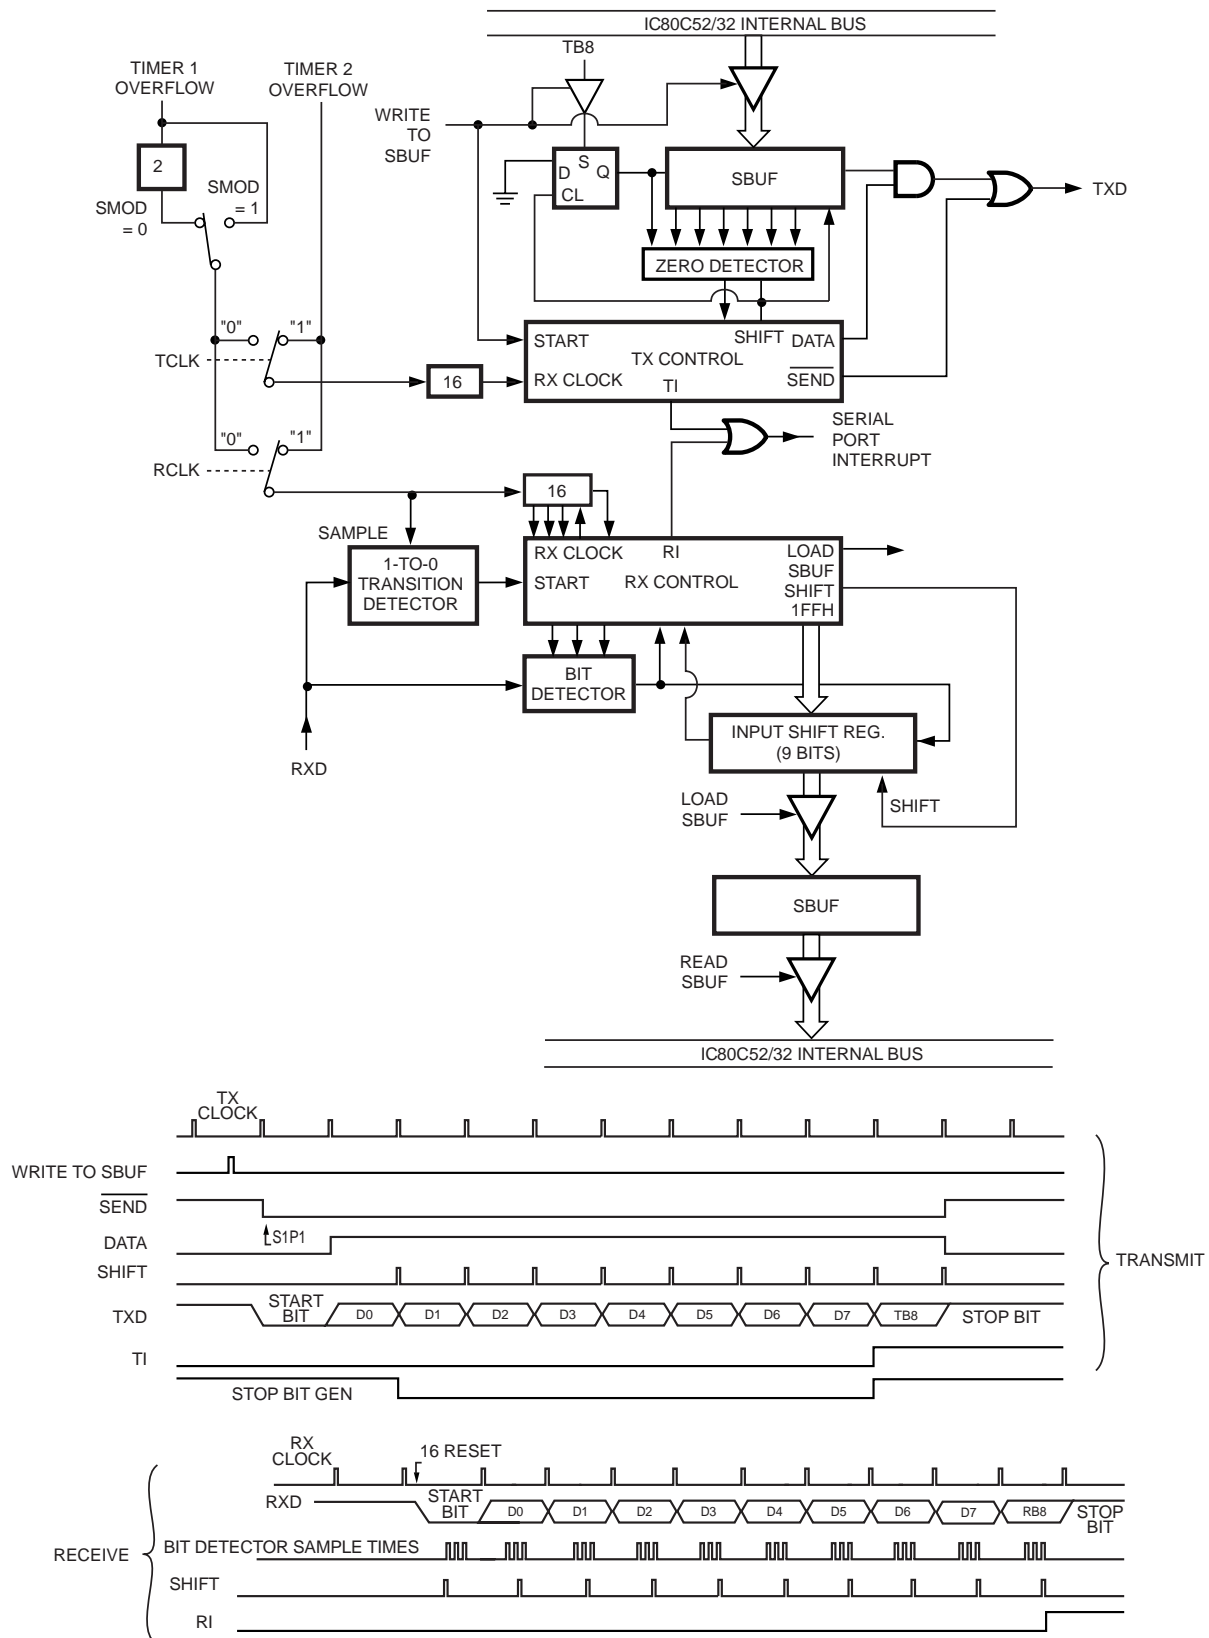 IC80C52/32 INTERNAL BUS
TB8
TIMER 1
OVERFLOW
TIMER 2
OVERFLOW
WRITE
TO
SBUF
2
SMOD
= 0
SMOD
= 1
S
D
Q
CL
SBUF
TXD
ZERO DETECTOR
"0"
"1"
TCLK
16
START
SHIFT
DATA
TX CONTROL
RX CLOCK
TI
SEND
SERIAL
PORT
INTERRUPT
"0"
"1"
RCLK
16
SAMPLE
1-TO-0
TRANSITION
DETECTOR
RX CLOCK
RI
LOAD
SBUF
START
RX CONTROL
SHIFT
1FFH
BIT
DETECTOR
RXD
INPUT SHIFT REG.
(9 BITS)
LOAD
SBUF
SHIFT
SBUF
READ
SBUF
IC80C52/32 INTERNAL BUS
TX
CLOCK
WRITE TO SBUF
SEND
S1P1
DATA
SHIFT
TXD
START
BIT
D0
D1
D2
D3
D4
D5
D6
D7
TB8
STOP BIT
TI
STOP BIT GEN
TRANSMIT
RX
CLOCK
16 RESET
RXD
START
BIT
D0
D1
D2
D3
D4
D5
D6
D7
RB8
STOP
BIT
RECEIVE
BIT DETECTOR SAMPLE TIMES
SHIFT
RI